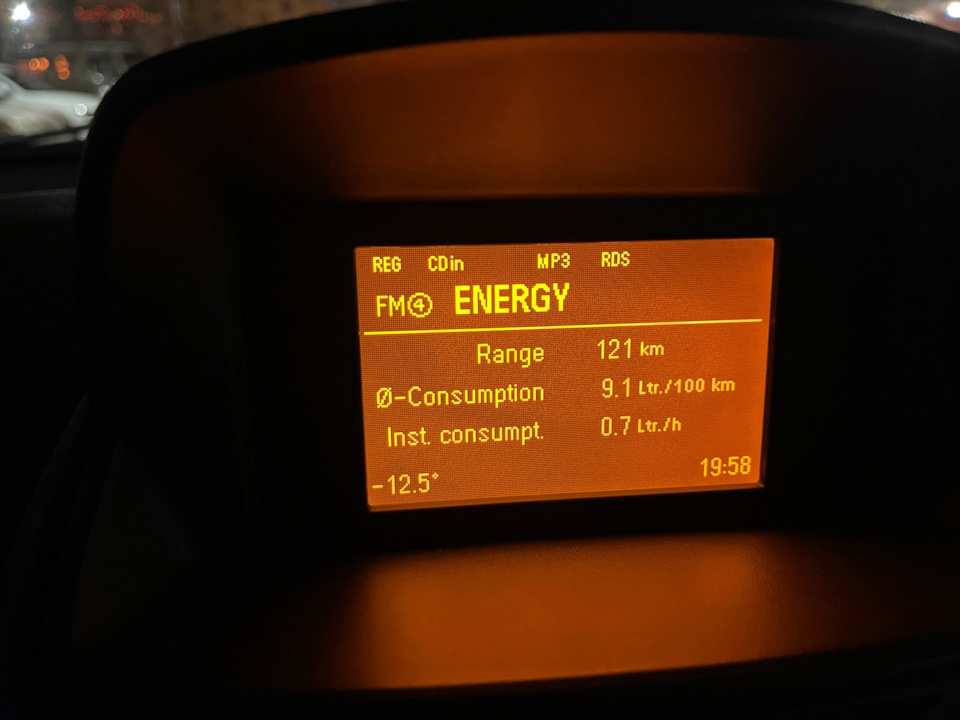 REG CDin MP3 RDS
FM④ ENERGY
Range 121 km
Ø-Consumption 9.1 Ltr./100 km
Inst. consumpt. 0.7 Ltr./h
-12.5° 19:58